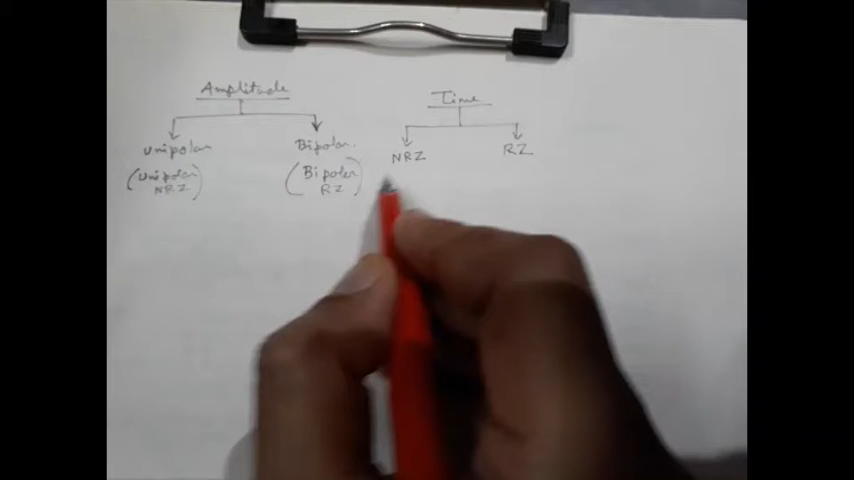 Amplitude
Unipolar
Bipolar.
(Unipolar
NRZ)
(Bipolar
RZ)
Time
NRZ
RZ